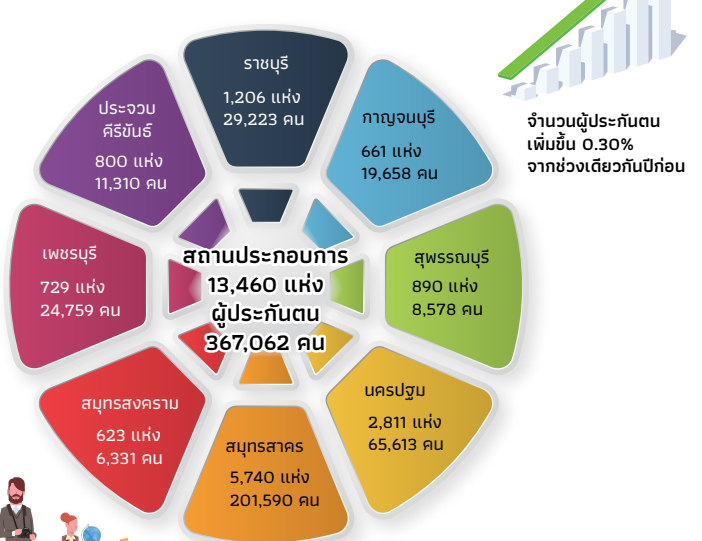 ราชบุรี
1,206 แห่ง
29,223 คน
กาญจนบุรี
661 แห่ง
19,658 คน
สุพรรณบุรี
890 แห่ง
8,578 คน
นครปฐม
2,811 แห่ง
65,613 คน
สมุทรสาคร
5,740 แห่ง
201,590 คน
สมุทรสงคราม
623 แห่ง
6,331 คน
เพชรบุรี
729 แห่ง
24,759 คน
ประจวบ
คีรีขันธ์
800 แห่ง
11,310 คน
สถานประกอบการ
13,460 แห่ง
ผู้ประกันตน
367,062 คน
จำนวนผู้ประกันตน
เพิ่มขึ้น 0.30%
จากช่วงเดียวกันปีก่อน